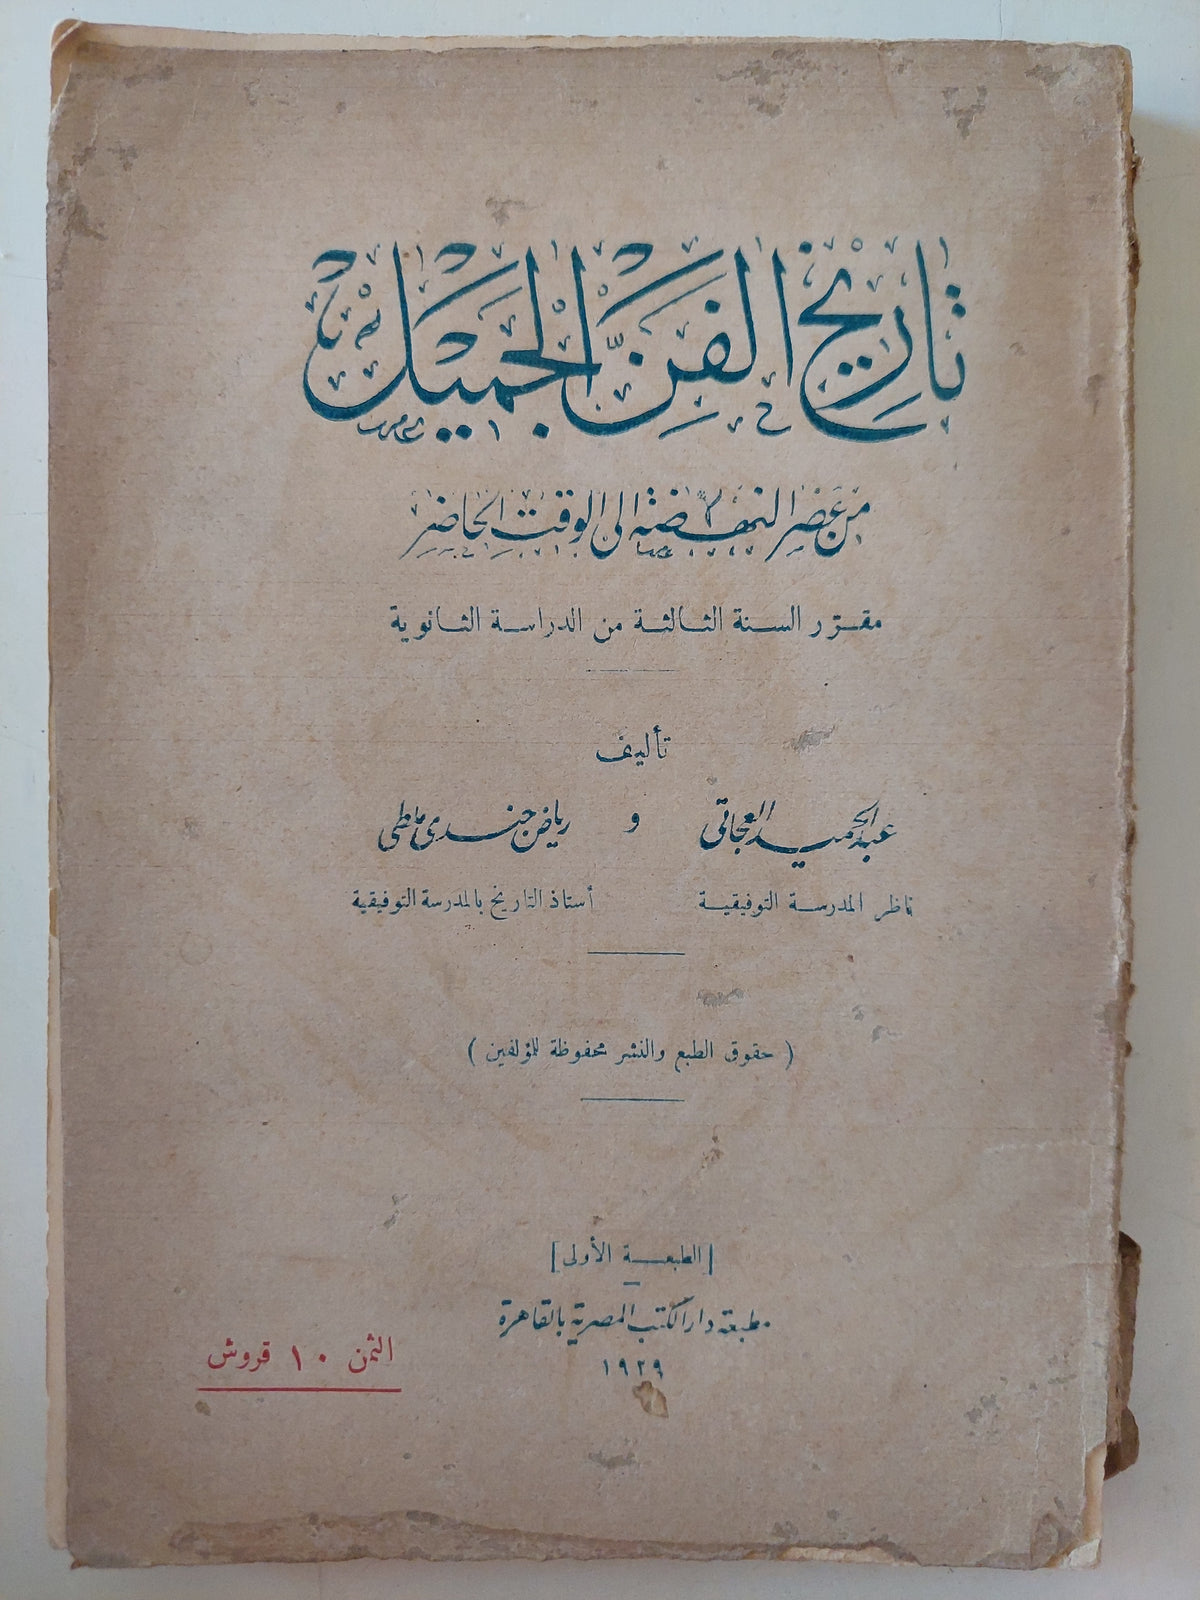 تاريخ الفن الجميل
من عصر النهضة الى الوقت الحاضر
مقرّر السنة الثالثة من الدراسة الثانوية
تأليف
عبد الحميد العجاتى و رياض جندى ماطى
ناظر المدرسة التوفيقية أستاذ التاريخ بالمدرسة التوفيقية
( حقوق الطبع والنشر محفوظة للمؤلفين )
[الطبعة الأولى]
مطبعة دار الكتب المصرية بالقاهرة
١٩٢٩
الثمن ١٠ قروش